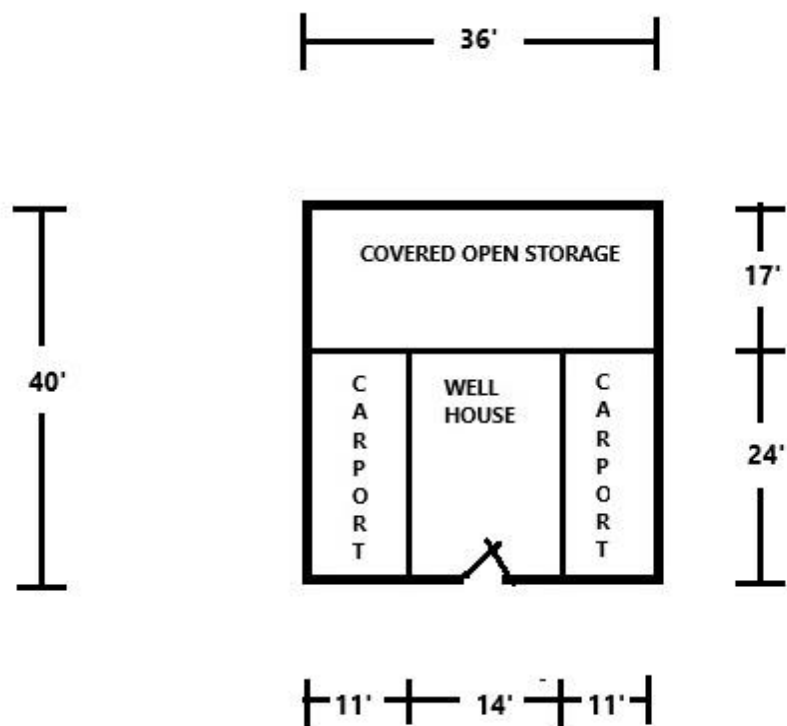 36'
COVERED OPEN STORAGE
17'
40'
C
A
R
P
O
R
T
WELL
HOUSE
C
A
R
P
O
R
T
24'
11'
14'
11'